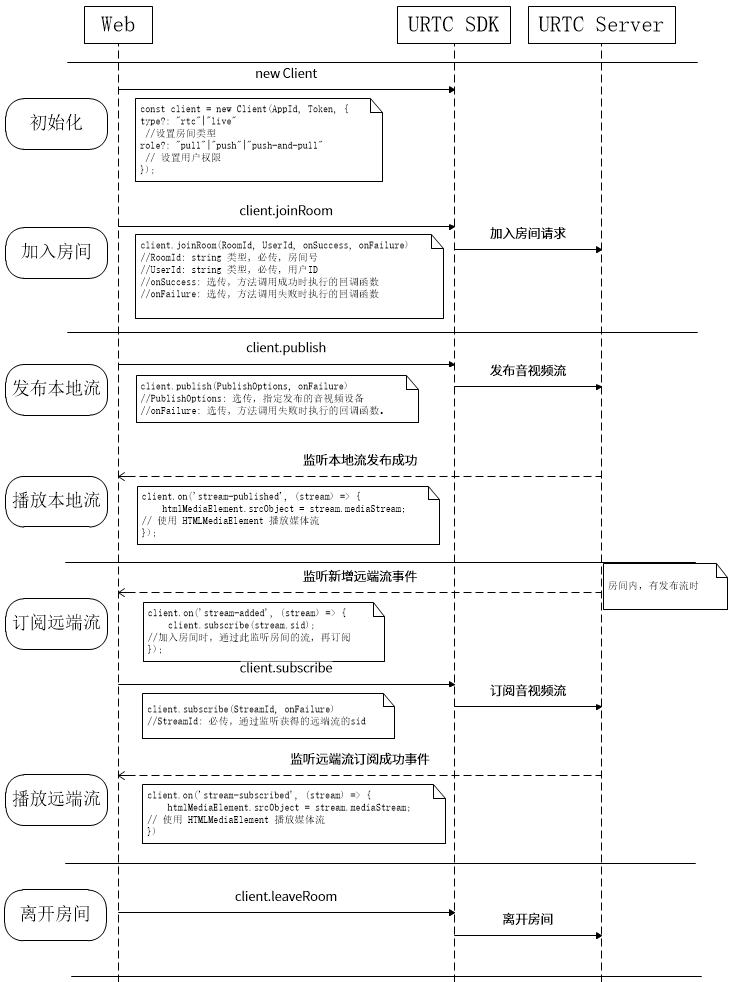 Web
URTC SDK
URTC Server
new Client
初始化
const client = new Client(AppId, Token, {
type?: "rtc"|"live"
//设置房间类型
role?: "pull"|"push"|"push-and-pull"
// 设置用户权限
});
client.joinRoom
加入房间请求
加入房间
client.joinRoom(RoomId, UserId, onSuccess, onFailure)
//RoomId: string 类型，必传，房间号
//UserId: string 类型，必传，用户ID
//onSuccess: 选传，方法调用成功时执行的回调函数
//onFailure: 选传，方法调用失败时执行的回调函数
client.publish
发布音视频流
发布本地流
client.publish(PublishOptions, onFailure)
//PublishOptions: 选传，指定发布的音视频设备
//onFailure: 选传，方法调用失败时执行的回调函数。
监听本地流发布成功
播放本地流
client.on('stream-published', (stream) => {
htmlMediaElement.srcObject = stream.mediaStream;
// 使用 HTMLMediaElement 播放媒体流
});
监听新增远端流事件
房间内，有发布流时
订阅远端流
client.on('stream-added', (stream) => {
client.subscribe(stream.sid);
//加入房间时，通过此监听房间的流，再订阅
});
client.subscribe
订阅音视频流
client.subscribe(StreamId, onFailure)
//StreamId: 必传，通过监听获得的远端流的sid
监听远端流订阅成功事件
播放远端流
client.on('stream-subscribed', (stream) => {
htmlMediaElement.srcObject = stream.mediaStream;
// 使用 HTMLMediaElement 播放媒体流
})
client.leaveRoom
离开房间
离开房间